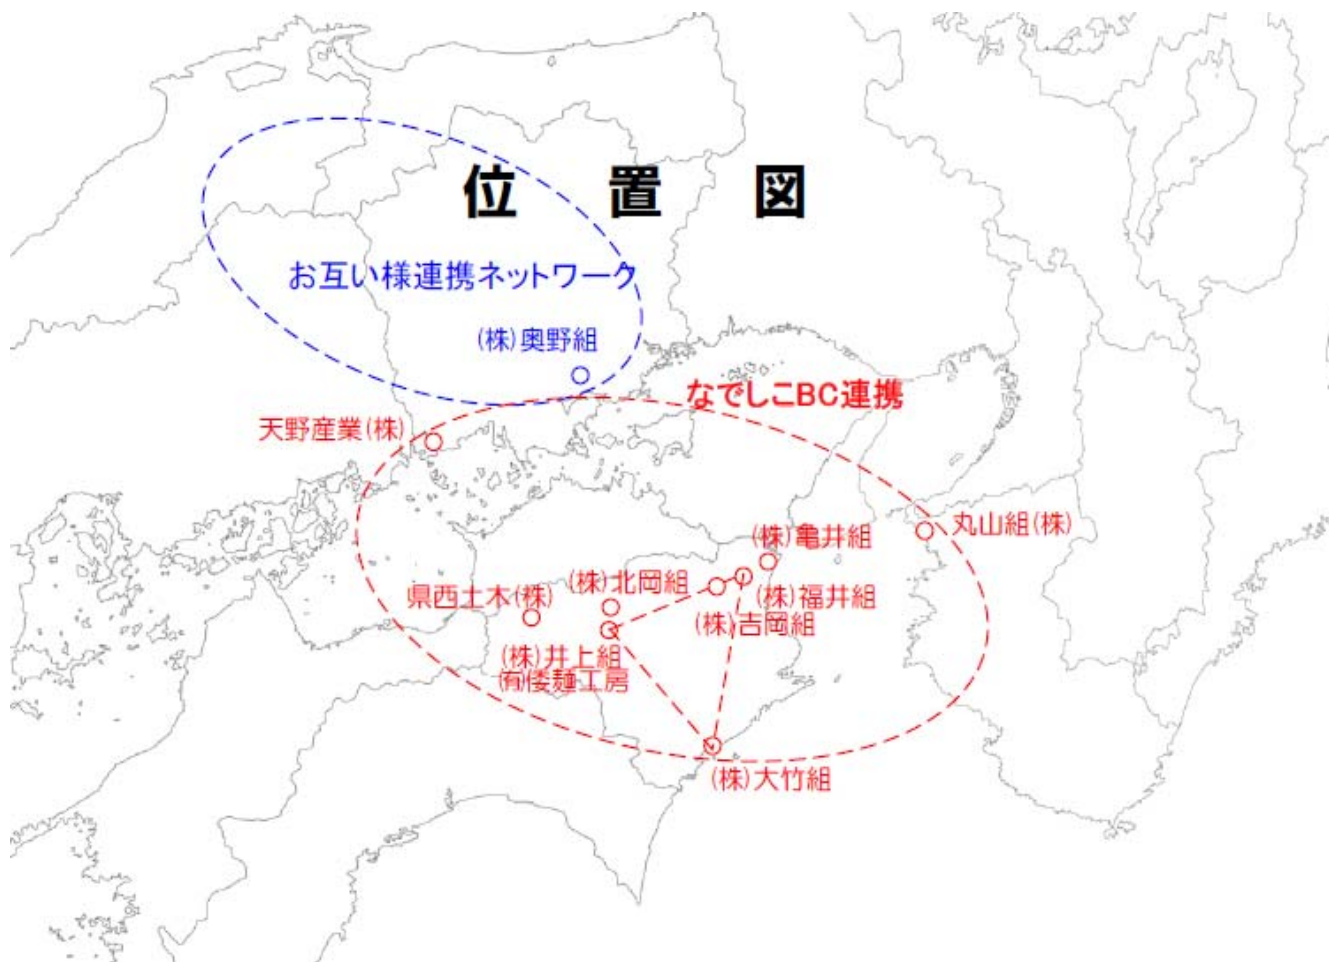 位置図
お互い様連携ネットワーク
(株)奥野組
なでしこBC連携
天野産業(株)
丸山組(株)
(株)亀井組
(株)北岡組
県西土木(株)
(株)福井組
(株)吉岡組
(株)井上組
(有)倭麺工房
(株)大竹組